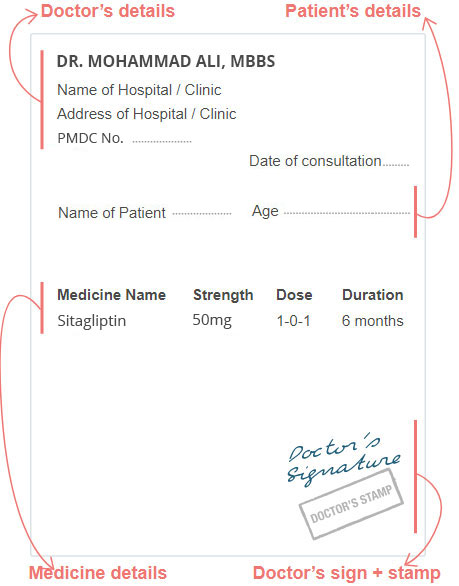 Doctor's details Patient's details
DR. MOHAMMAD ALI, MBBS
Name of Hospital / Clinic
Address of Hospital / Clinic
PMDC No. ....................
Date of consultation.........
Name of Patient .................... Age ..........................................
Medicine Name Strength Dose Duration
Sitagliptin 50mg 1-0-1 6 months
Doctor's
Signature
DOCTOR'S STAMP
Medicine details Doctor's sign + stamp